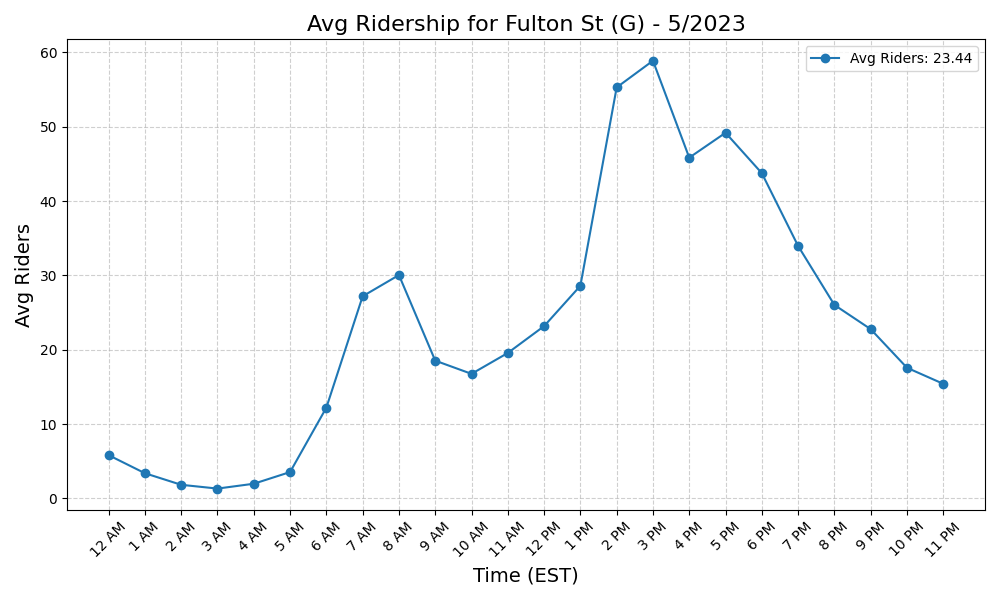 Avg Ridership for Fulton St (G) - 5/2023
Avg Riders: 23.44
Avg Riders
60
50
40
30
20
10
0
12 AM
1 AM
2 AM
3 AM
4 AM
5 AM
6 AM
7 AM
8 AM
9 AM
10 AM
11 AM
12 PM
1 PM
2 PM
3 PM
4 PM
5 PM
6 PM
7 PM
8 PM
9 PM
10 PM
11 PM
Time (EST)